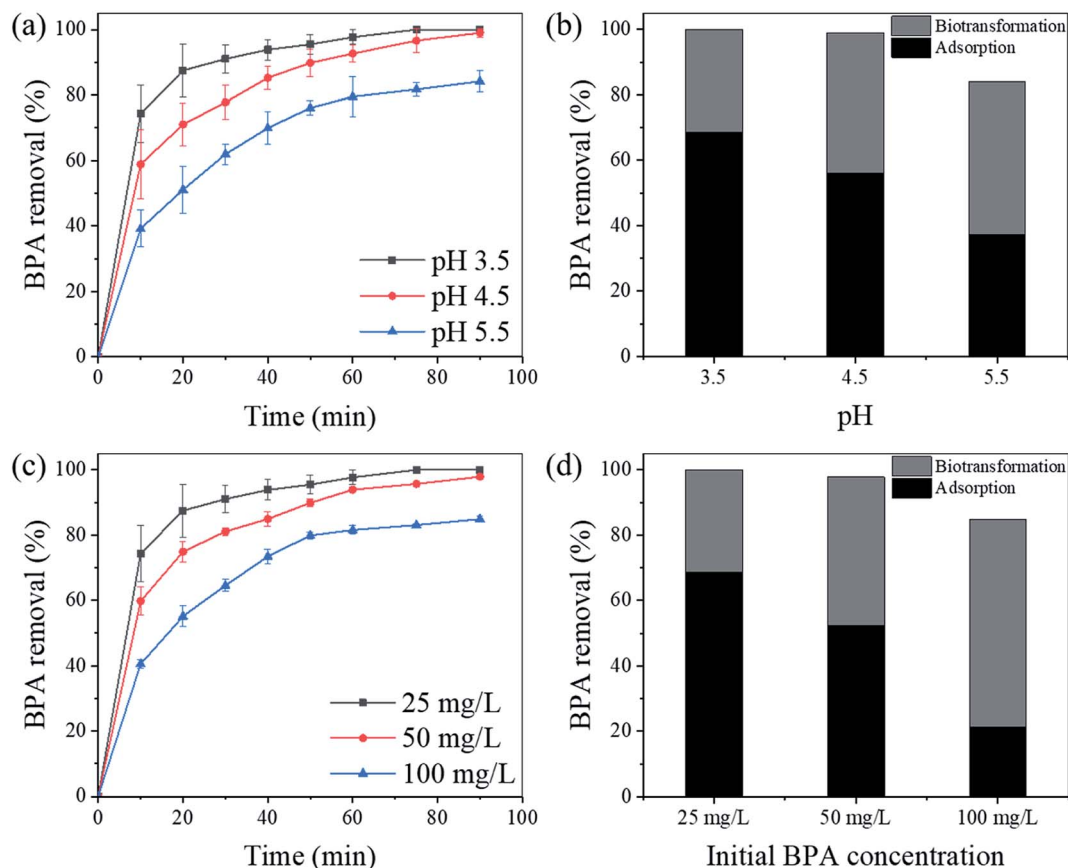 (a)
100
80
60
40
20
0
BPA removal (%)
pH 3.5
pH 4.5
pH 5.5
0 20 40 60 80 100
Time (min)
(b)
100
80
60
40
20
0
BPA removal (%)
Biotransformation
Adsorption
3.5 4.5 5.5
pH
(c)
100
80
60
40
20
0
BPA removal (%)
25 mg/L
50 mg/L
100 mg/L
0 20 40 60 80 100
Time (min)
(d)
100
80
60
40
20
0
BPA removal (%)
Biotransformation
Adsorption
25 mg/L 50 mg/L 100 mg/L
Initial BPA concentration